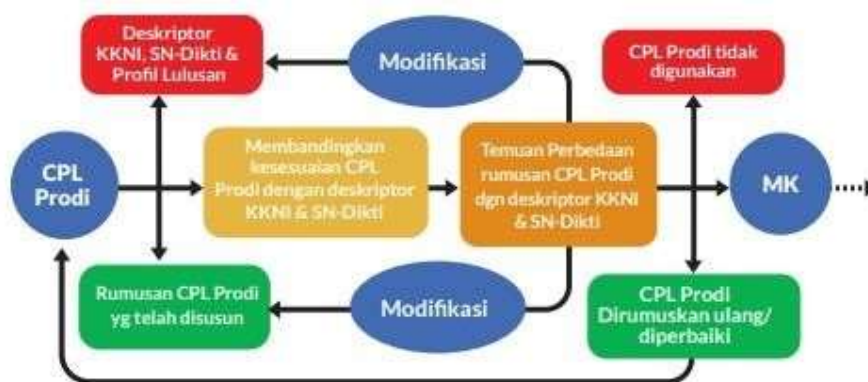 Deskriptor
KKNI, SN-Dikti &
Profil Lulusan
Modifikasi
CPL Prodi tidak
digunakan
CPL
Prodi
Membandingkan
kesesuaian CPL
Prodi dengan deskriptor
KKNI & SN-Dikti
Temuan Perbedaan
rumusan CPL Prodi
dgn deskriptor KKNI
& SN-Dikti
MK
Rumusan CPL Prodi
yg telah disusun
Modifikasi
CPL Prodi
Dirumuskan ulang/
diperbaiki